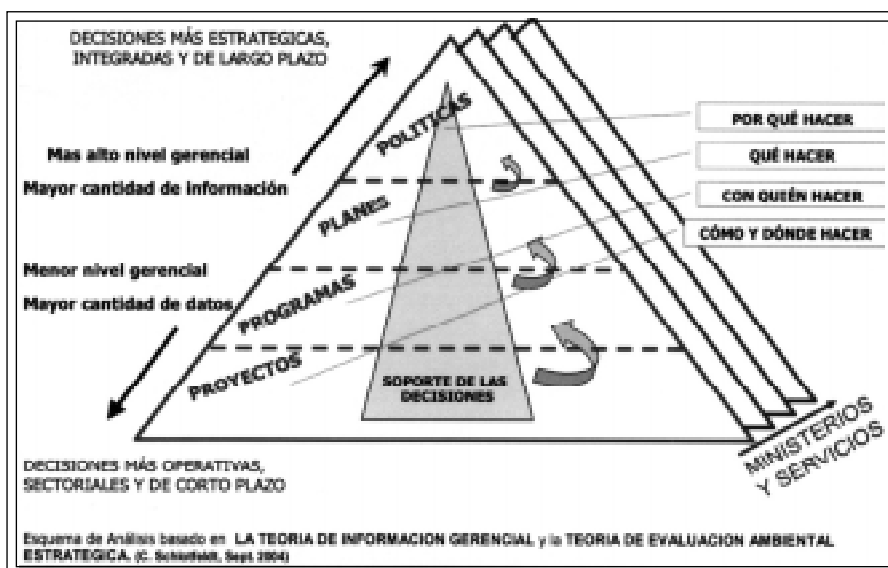 DECISIONES MÁS ESTRATEGICAS,
INTEGRADAS Y DE LARGO PLAZO
Mas alto nivel gerencial
Mayor cantidad de información
Menor nivel gerencial
Mayor cantidad de datos
POLITICAS
PLANES
PROGRAMAS
PROYECTOS
SOPORTE DE LAS
DECISIONES
POR QUÉ HACER
QUÉ HACER
CON QUIÉN HACER
CÓMO Y DÓNDE HACER
MINISTERIOS
Y SERVICIOS
DECISIONES MÁS OPERATIVAS,
SECTORIALES Y DE CORTO PLAZO
Esquema de Análisis basado en LA TEORIA DE INFORMACION GERENCIAL y la TEORIA DE EVALUACION AMBIENTAL
ESTRATEGICA. (C. Sept. 2004)